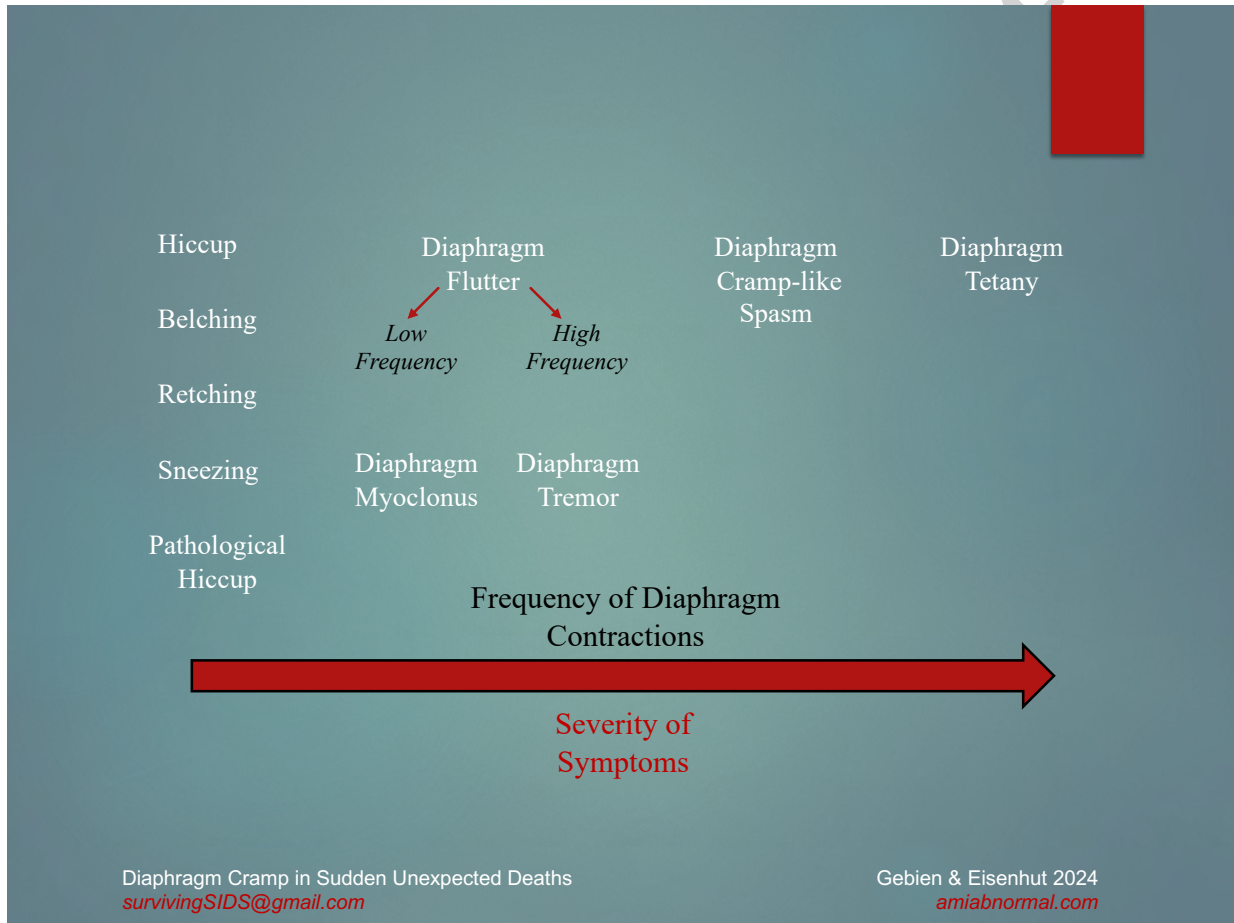 Hiccup
Belching
Retching
Sneezing
Pathological
Hiccup
Diaphragm
Flutter
Low
Frequency
High
Frequency
Diaphragm
Myoclonus
Diaphragm
Tremor
Diaphragm
Cramp-like
Spasm
Diaphragm
Tetany
Frequency of Diaphragm
Contractions
Severity of
Symptoms
Diaphragm Cramp in Sudden Unexpected Deaths
survivingSIDS@gmail.com
Gebien & Eisenhut 2024
amiabnormal.com